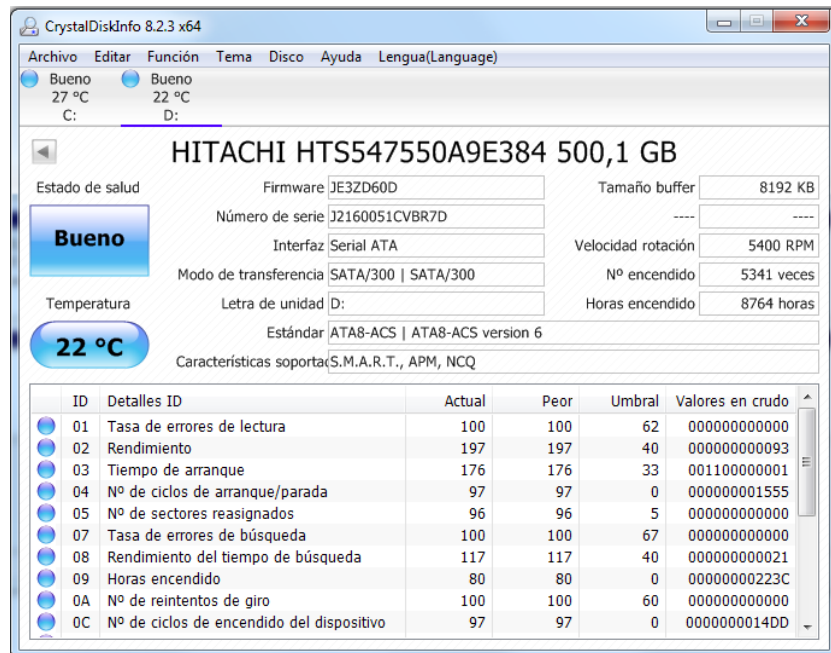 CrystalDiskInfo 8.2.3 x64
Archivo Editar Función Tema Disco Ayuda Lengua(Language)
Bueno Bueno
27 ºC 22 ºC
C: D:
HITACHI HTS547550A9E384 500,1 GB
Estado de salud
Bueno
Temperatura
22 ºC
Firmware JE3ZD60D Tamaño buffer 8192 KB
Número de serie J2160051CVBR7D ---- ----
Interfaz Serial ATA Velocidad rotación 5400 RPM
Modo de transferencia SATA/300 | SATA/300 Nº encendido 5341 veces
Letra de unidad D: Horas encendido 8764 horas
Estándar ATA8-ACS | ATA8-ACS version 6
Características soportad S.M.A.R.T., APM, NCQ
ID Detalles ID Actual Peor Umbral Valores en crudo
01 Tasa de errores de lectura 100 100 62 000000000000
02 Rendimiento 197 197 40 000000000093
03 Tiempo de arranque 176 176 33 001100000001
04 Nº de ciclos de arranque/parada 97 97 0 000000001555
05 Nº de sectores reasignados 96 96 5 000000000000
07 Tasa de errores de búsqueda 100 100 67 000000000000
08 Rendimiento del tiempo de búsqueda 117 117 40 000000000021
09 Horas encendido 80 80 0 00000000223C
0A Nº de reintentos de giro 100 100 60 000000000000
0C Nº de ciclos de encendido del dispositivo 97 97 0 0000000014DD